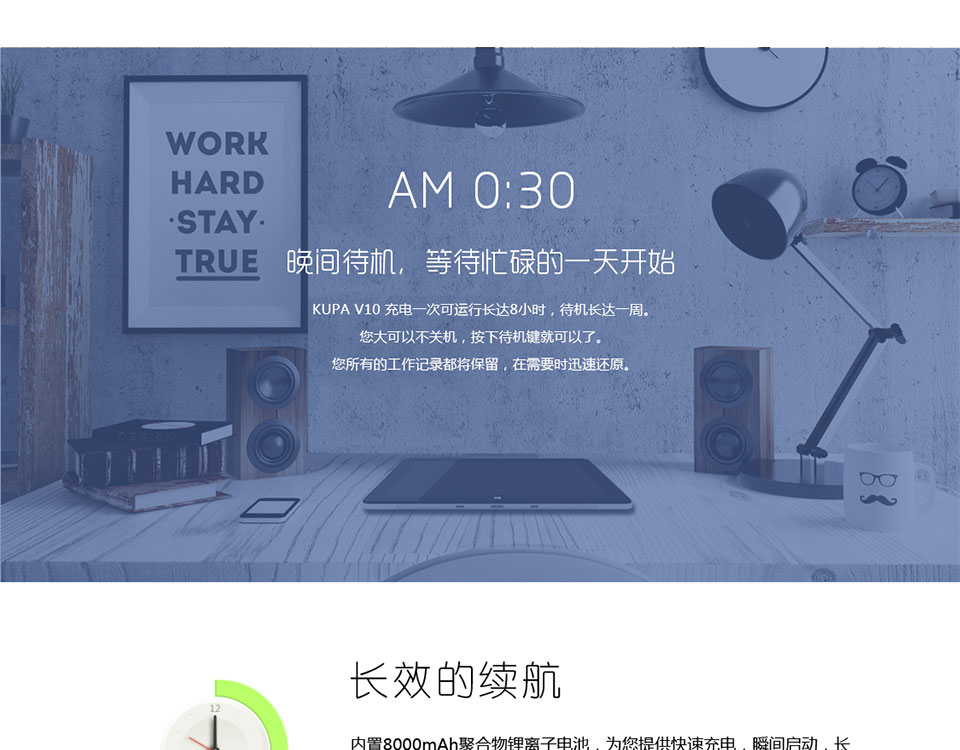 WORK
HARD
·STAY·
TRUE
AM 0:30
晚间待机，等待忙碌的一天开始
KUPA V10 充电一次可运行长达8小时，待机长达一周。
您大可以不关机，按下待机键就可以了。
您所有的工作记录都将保留，在需要时迅速还原。
DESIGN
长效的续航
12
内置8000mAh聚合物锂离子电池，为您提供快速充电，瞬间启动，长